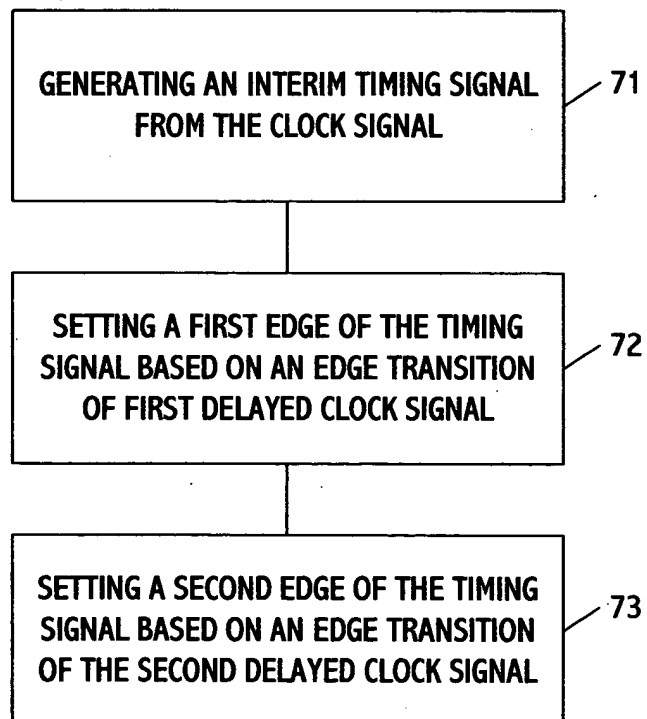 GENERATING AN INTERIM TIMING SIGNAL
FROM THE CLOCK SIGNAL
71
SETTING A FIRST EDGE OF THE TIMING
SIGNAL BASED ON AN EDGE TRANSITION
OF FIRST DELAYED CLOCK SIGNAL
72
SETTING A SECOND EDGE OF THE TIMING
SIGNAL BASED ON AN EDGE TRANSITION
OF THE SECOND DELAYED CLOCK SIGNAL
73